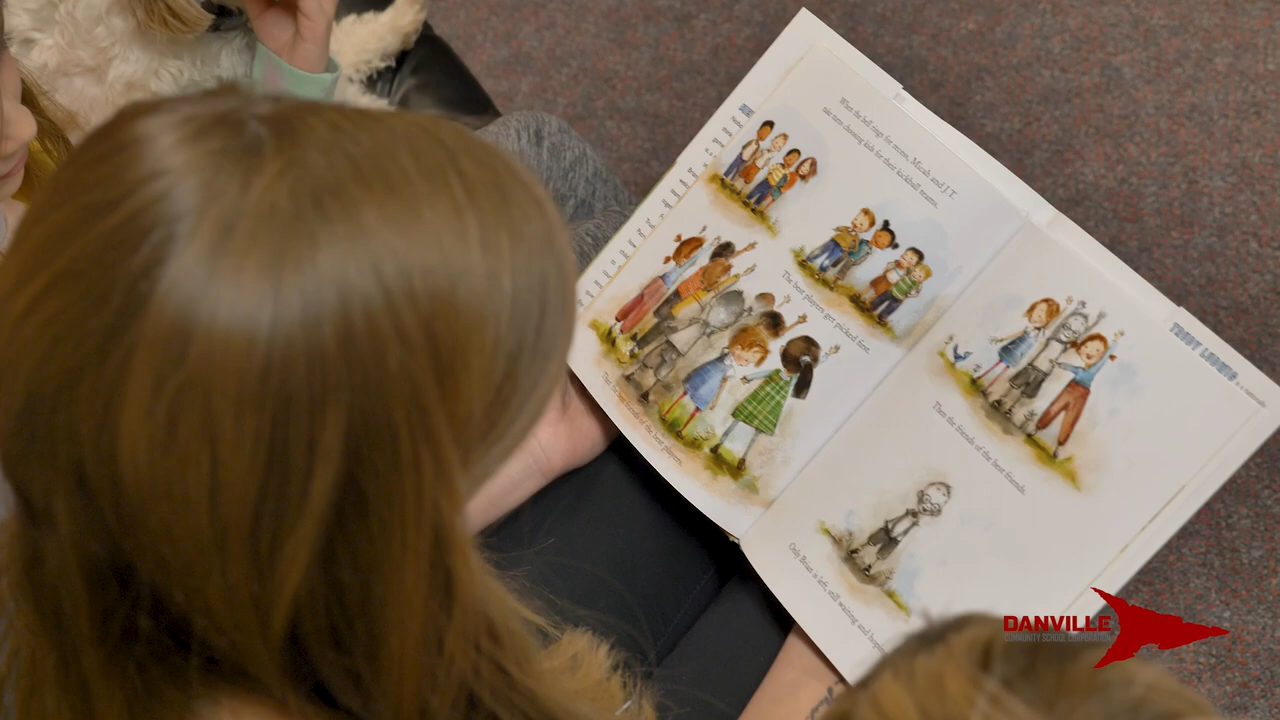 When the bell rings for recess, Micah and J.T.
take turns choosing kids for their kickball teams.
The best players get picked first.
Then the friends of the best players.
Then the friends of the best friends.
Only Brian is left, still waiting and hoping
TRUDY LUDWIG
DANVILLE
COMMUNITY SCHOOL CORPORATION